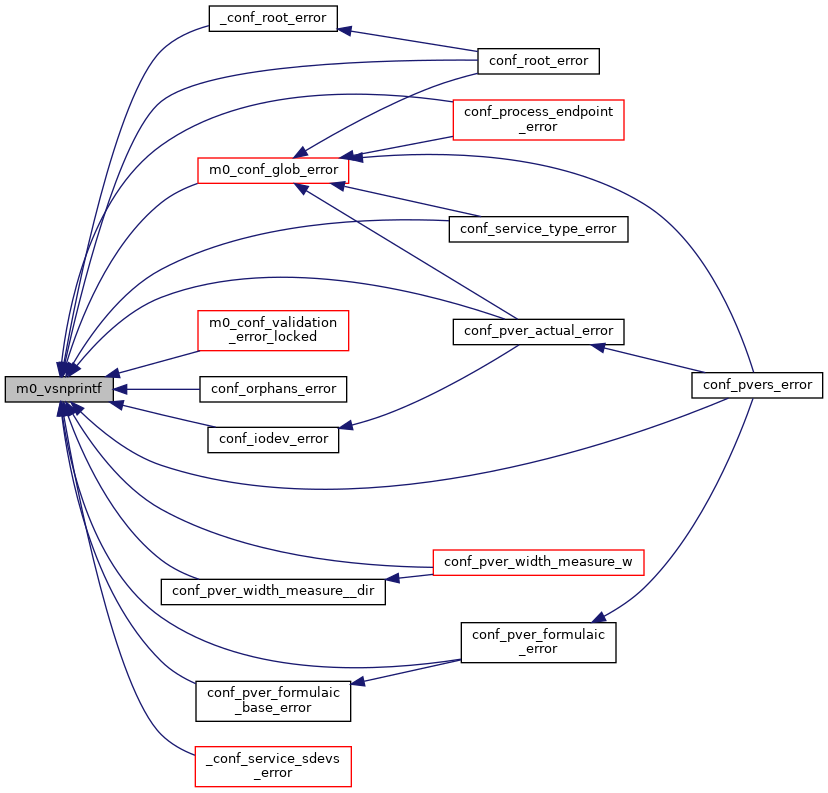 _conf_root_error
conf_root_error
conf_process_endpoint
_error
m0_conf_glob_error
conf_service_type_error
m0_conf_validation
_error_locked
conf_pver_actual_error
m0_vsnprintf
conf_orphans_error
conf_pvers_error
conf_iodev_error
conf_pver_width_measure_w
conf_pver_width_measure__dir
conf_pver_formulaic
_error
conf_pver_formulaic
_base_error
_conf_service_sdevs
_error